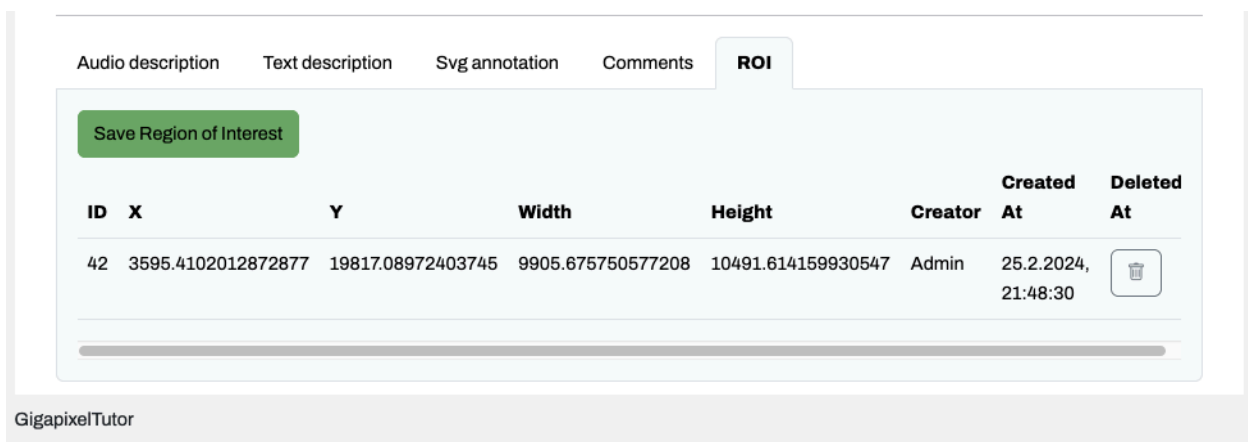 Audio description Text description Svg annotation Comments ROI
Save Region of Interest
ID X Y Width Height Creator Created At Deleted At
42 3595.4102012872877 19817.08972403745 9905.675750577208 10491.614159930547 Admin 25.2.2024, 21:48:30
GigapixelTutor